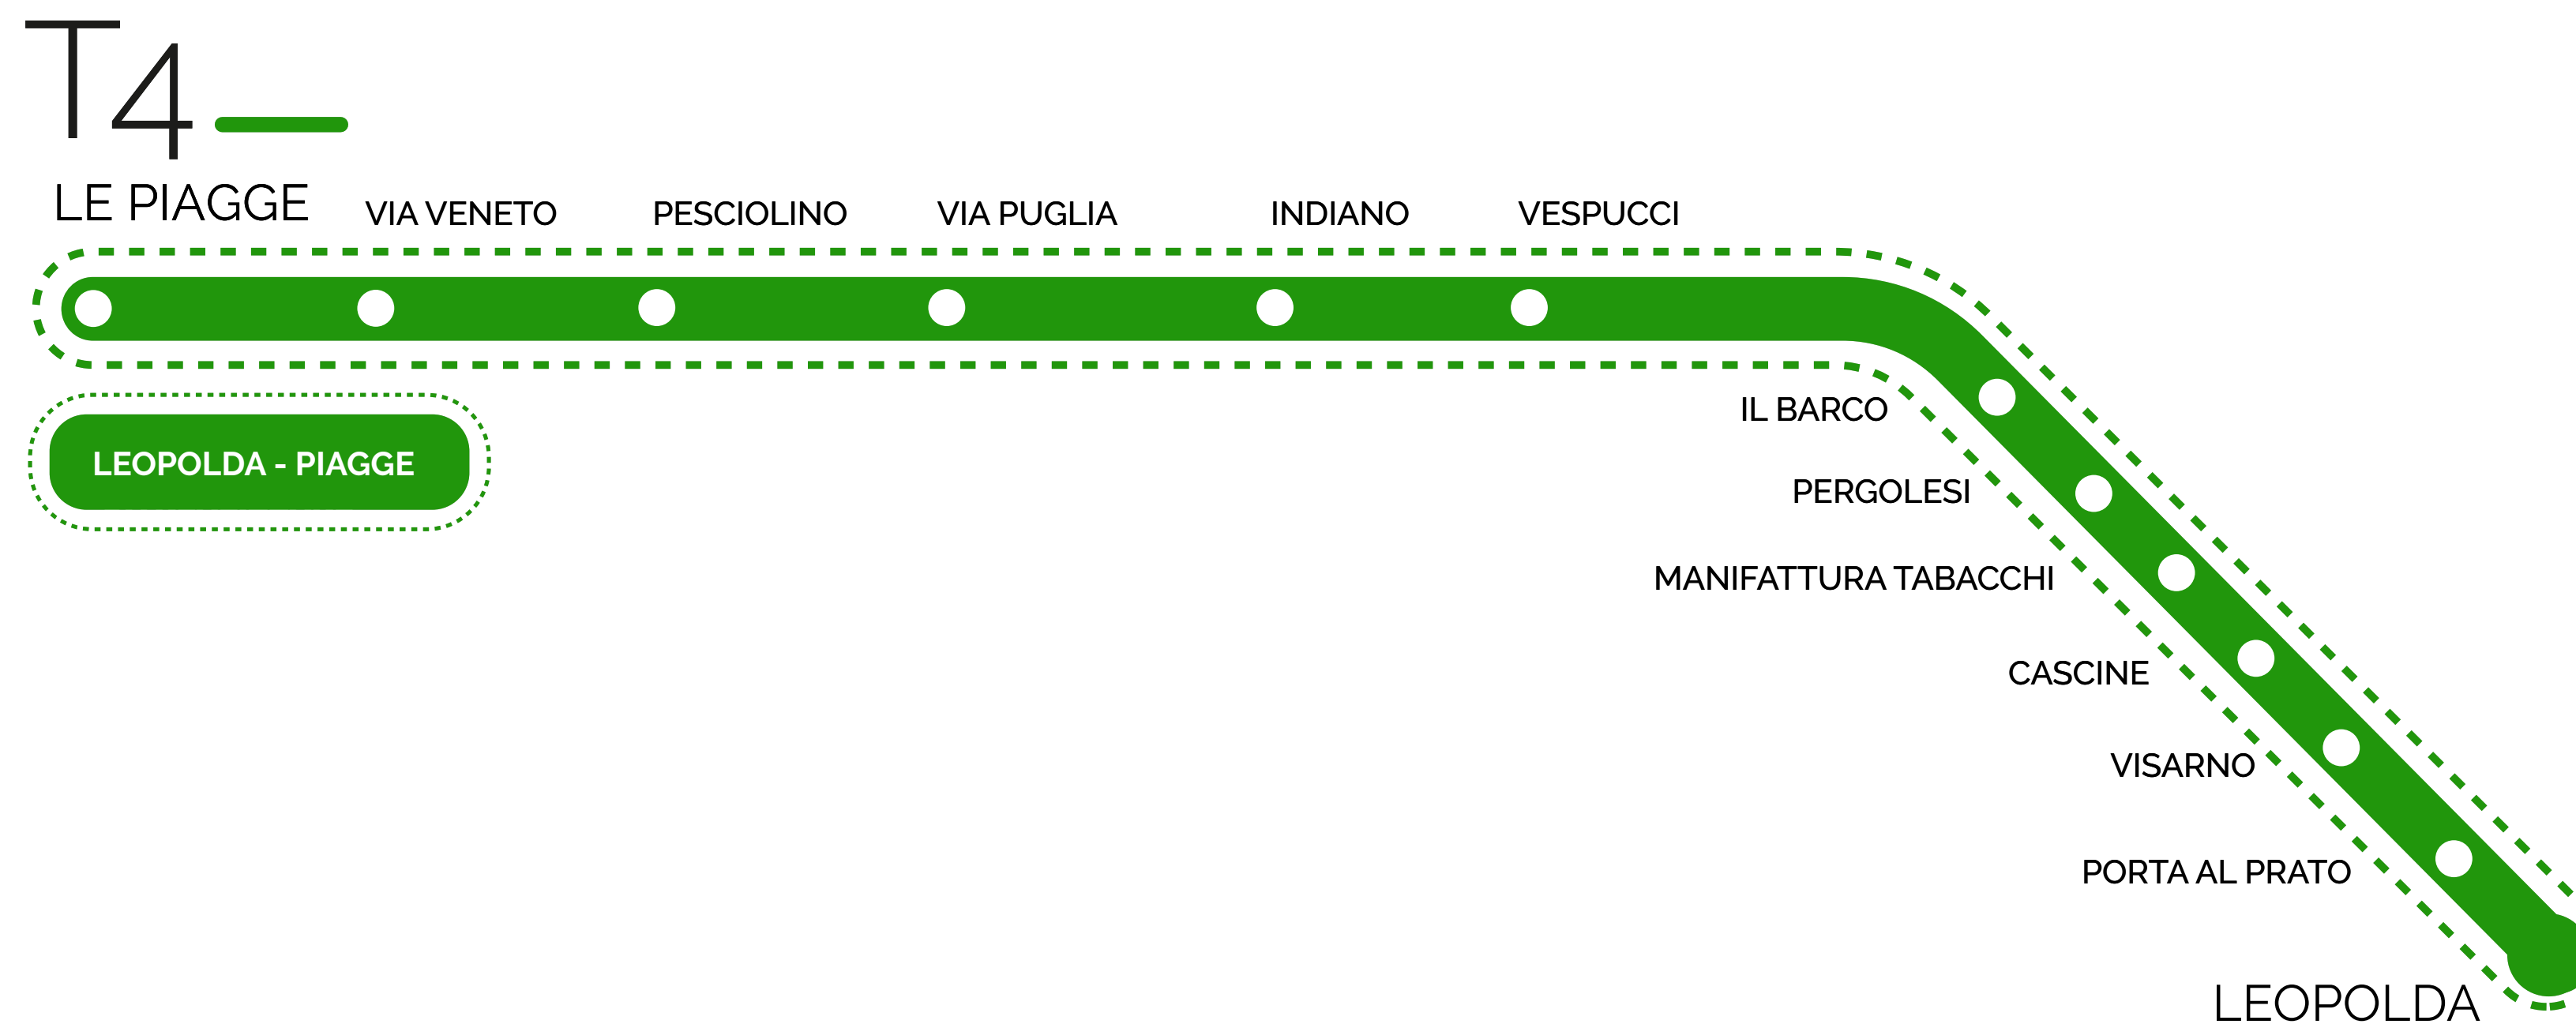 T4
LE PIAGGE
VIA VENETO
PESCIOLINO
VIA PUGLIA
INDIANO
VESPUCCI
IL BARCO
LEOPOLDA - PIAGGE
PERGOLESI
MANIFATTURA TABACCHI
CASCINE
VISARNO
PORTA AL PRATO
LEOPOLDA